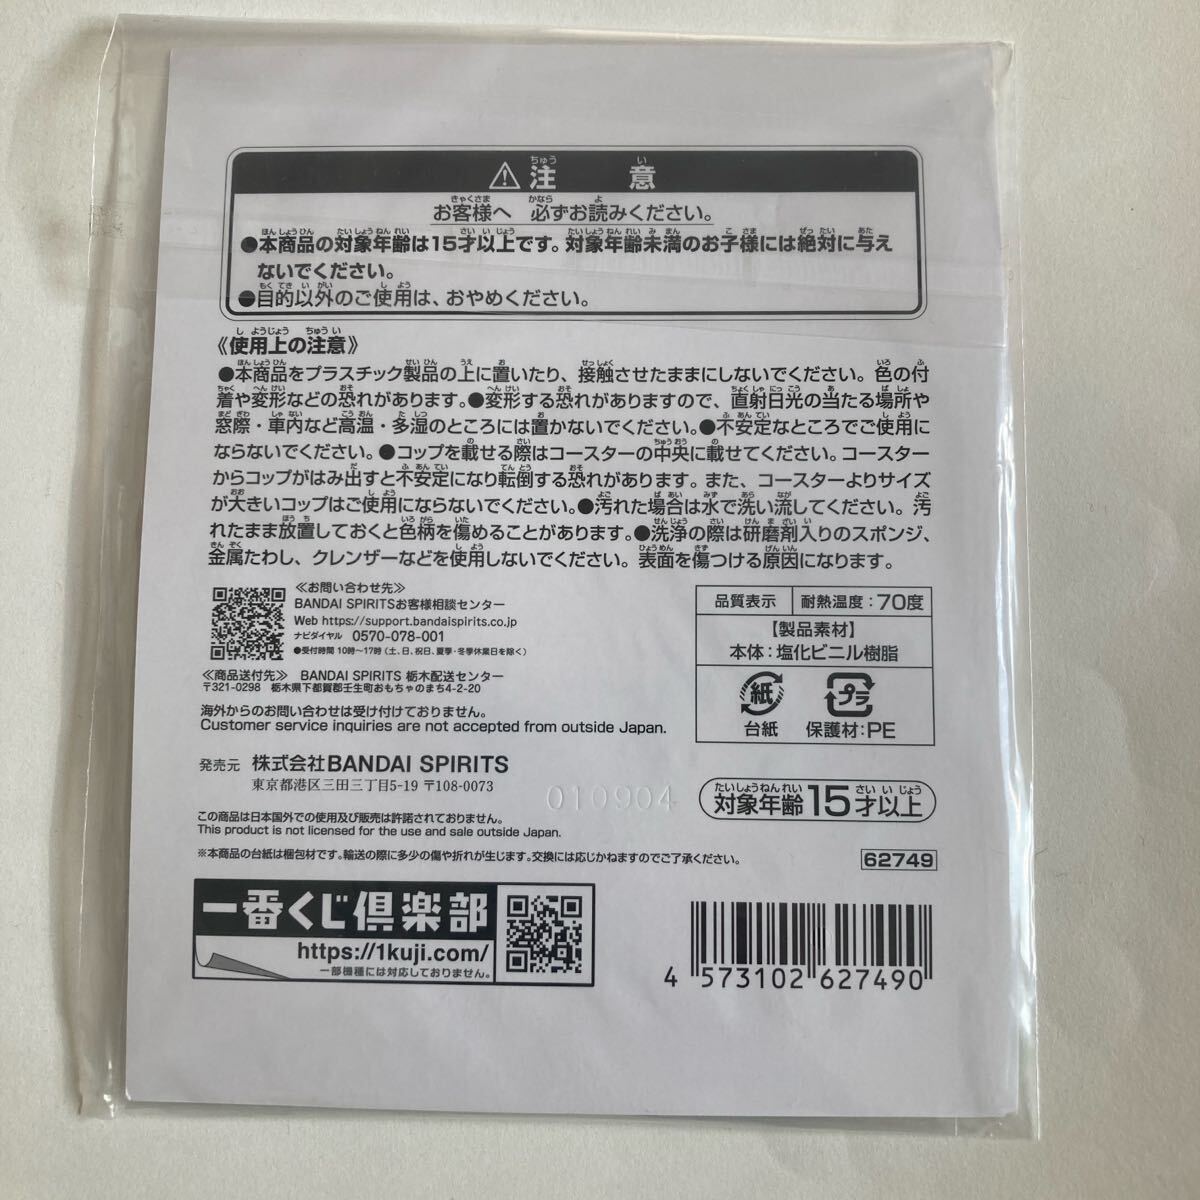 ⚠注 意
お客様へ 必ずお読みください。
●本商品の対象年齢は15才以上です。対象年齢未満のお子様には絶対に与え
ないでください。
●目的以外のご使用は、おやめください。
《使用上の注意》
●本商品をプラスチック製品の上に置いたり、接触させたままにしないでください。色の付
着や変形などの恐れがあります。●変形する恐れがありますので、直射日光の当たる場所や
窓際・車内など高温・多湿のところには置かないでください。●不安定なところでご使用に
ならないでください。●コップを載せる際はコースターの中央に載せてください。コースター
からコップがはみ出すと不安定になり転倒する恐れがあります。また、コースターよりサイズ
が大きいコップはご使用にならないでください。●汚れた場合は水で洗い流してください。汚
れたまま放置しておくと色柄を傷めることがあります。●洗浄の際は研磨剤入りのスポンジ、
金属たわし、クレンザーなどを使用しないでください。表面を傷つける原因になります。
≪お問い合わせ先≫
BANDAI SPIRITSお客様相談センター
Web https://support.bandaispirits.co.jp
ナビダイヤル 0570-078-001
●受付時間 10時〜17時(土、日、祝日、夏季・冬季休業日を除く)
≪商品送付先≫ BANDAI SPIRITS 栃木配送センター
〒321-0298 栃木県下都賀郡壬生町おもちゃのまち4-2-20
海外からのお問い合わせは受け付けておりません。
Customer service inquiries are not accepted from outside Japan.
品質表示 耐熱温度:70度
【製品素材】
本体:塩化ビニル樹脂
紙 プラ
台紙 保護材:PE
発売元 株式会社BANDAI SPIRITS
東京都港区三田三丁目5-19 〒108-0073
010904
対象年齢15才以上
この商品は日本国外での使用及び販売は許諾されておりません。
This product is not licensed for the use and sale outside Japan.
※本商品の台紙は梱包材です。輸送の際に多少の傷や折れが生じます。交換には応じかねますのでご了承ください。
62749
一番くじ倶楽部
https://1kuji.com/
一部機種には対応しておりません。
4 573102 627490